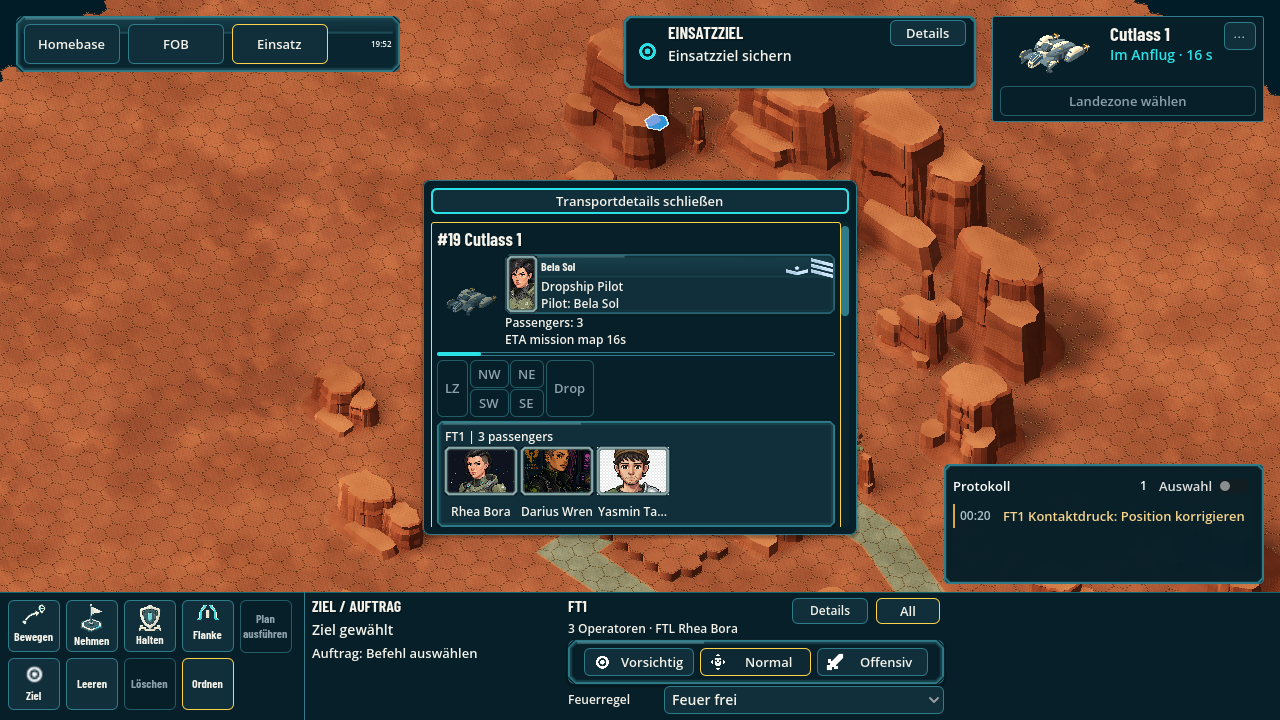 Homebase
FOB
Einsatz
19:52
EINSATZZIEL
Einsatzziel sichern
Details
Cutlass 1
Im Anflug · 16 s
...
Landezone wählen
Transportdetails schließen
#19 Cutlass 1
Bela Sol
Dropship Pilot
Pilot: Bela Sol
Passengers: 3
ETA mission map 16s
LZ
NW
NE
SW
SE
Drop
FT1 | 3 passengers
Rhea Bora
Darius Wren
Yasmin Ta...
Protokoll
1
Auswahl
00:20
FT1 Kontaktdruck: Position korrigieren
Bewegen
Nehmen
Halten
Flanke
Plan
ausführen
Ziel
Leeren
Löschen
Ordnen
ZIEL / AUFTRAG
Ziel gewählt
Auftrag: Befehl auswählen
FT1
Details
All
3 Operatoren · FTL Rhea Bora
Vorsichtig
Normal
Offensiv
Feuerregel
Feuer frei